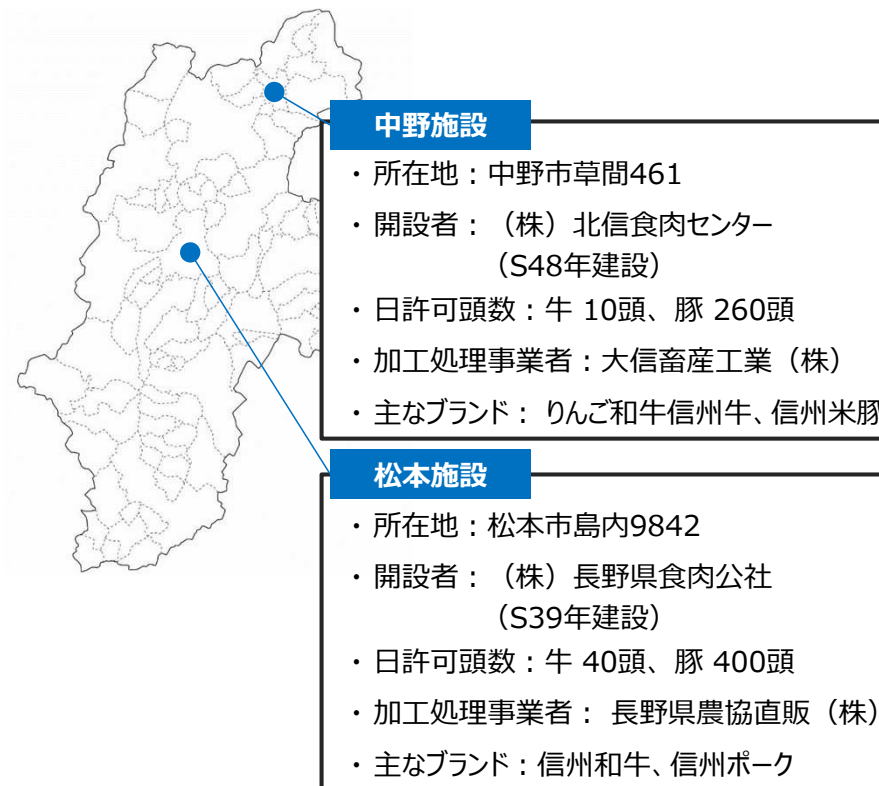 中野施設
・所在地：中野市草間461
・開設者：（株）北信食肉センター
（S48年建設）
・日許可頭数：牛 10頭、豚 260頭
・加工処理事業者：大信畜産工業（株）
・主なブランド： りんご和牛信州牛、信州米豚
松本施設
・所在地：松本市島内9842
・開設者：（株）長野県食肉公社
（S39年建設）
・日許可頭数：牛 40頭、豚 400頭
・加工処理事業者： 長野県農協直販（株）
・主なブランド：信州和牛、信州ポーク